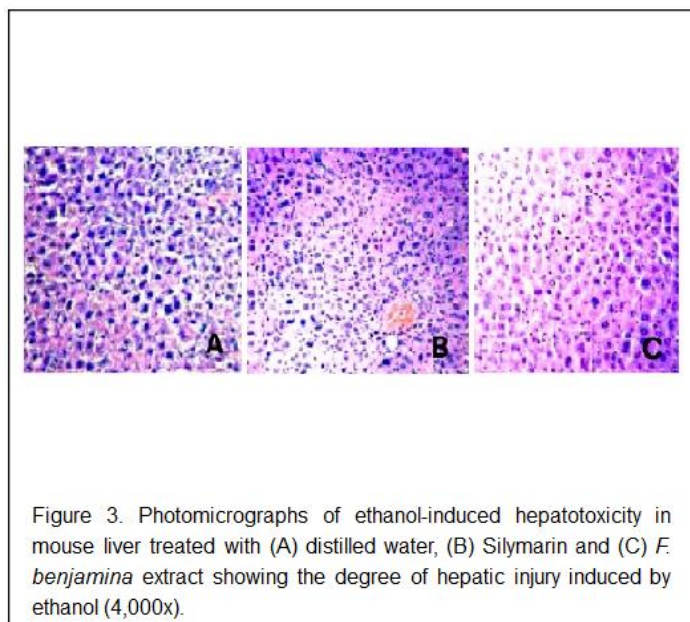 A
B
C
Figure 3. Photomicrographs of ethanol-induced hepatotoxicity in
mouse liver treated with (A) distilled water, (B) Silymarin and (C) F.
benjamina extract showing the degree of hepatic injury induced by
ethanol (4,000x).